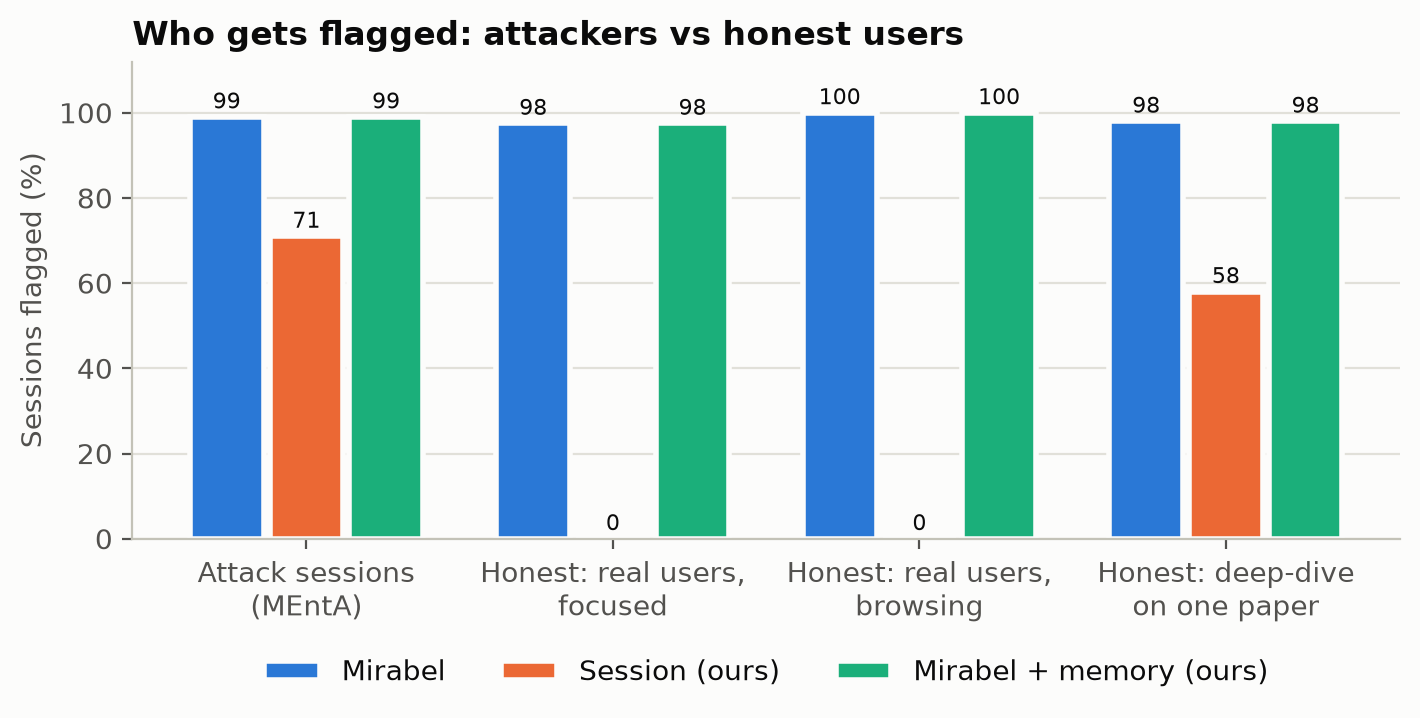 Who gets flagged: attackers vs honest users
Sessions flagged (%)
100
80
60
40
20
0
99
71
99
98
0
98
100
0
100
98
58
98
Attack sessions
(MEntA)
Honest: real users,
focused
Honest: real users,
browsing
Honest: deep-dive
on one paper
Mirabel
Session (ours)
Mirabel + memory (ours)